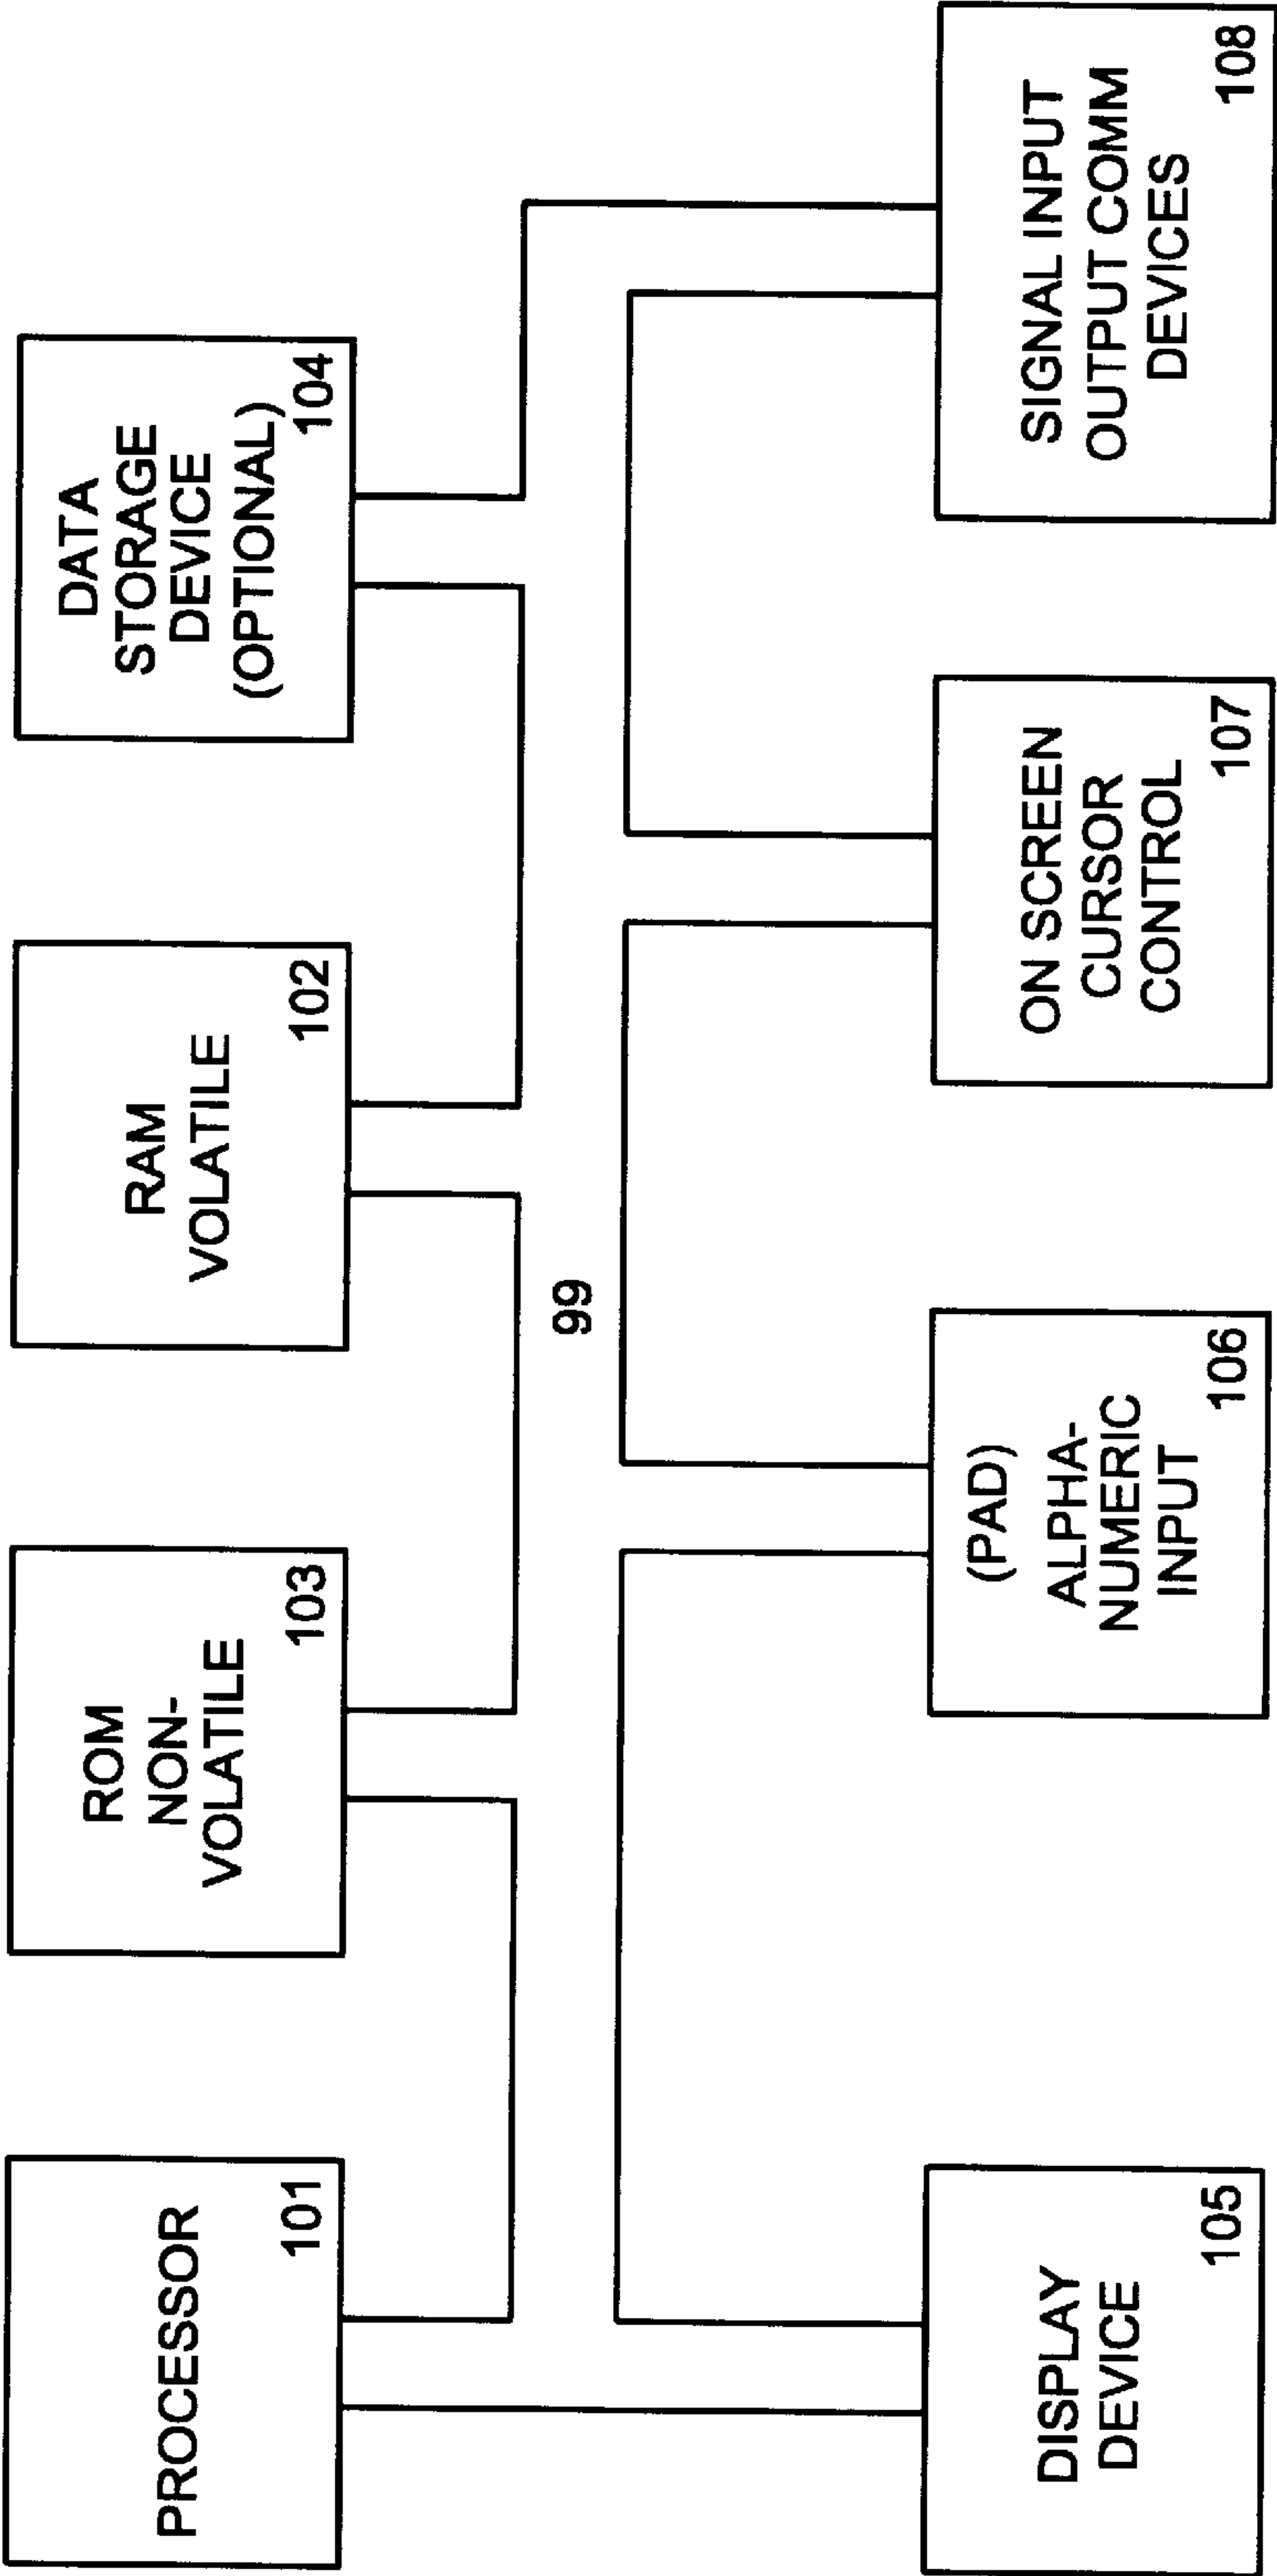 PROCESSOR
101
ROM
NON-
VOLATILE
103
RAM
VOLATILE
102
DATA
STORAGE
DEVICE
(OPTIONAL)
104
99
DISPLAY
DEVICE
105
(PAD)
ALPHA-
NUMERIC
INPUT
106
ON SCREEN
CURSOR
CONTROL
107
SIGNAL INPUT
OUTPUT COMM
DEVICES
108